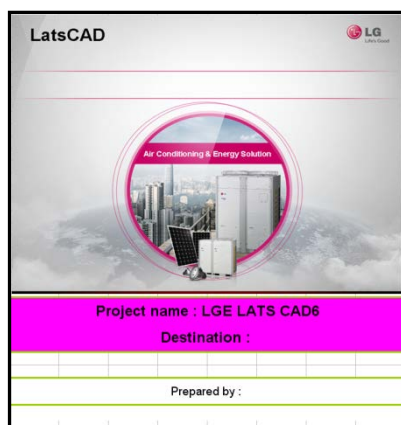 LatsCAD
LG
Life's Good
Air Conditioning & Energy Solution
Project name : LGE LATS CAD6
Destination :
Prepared by :